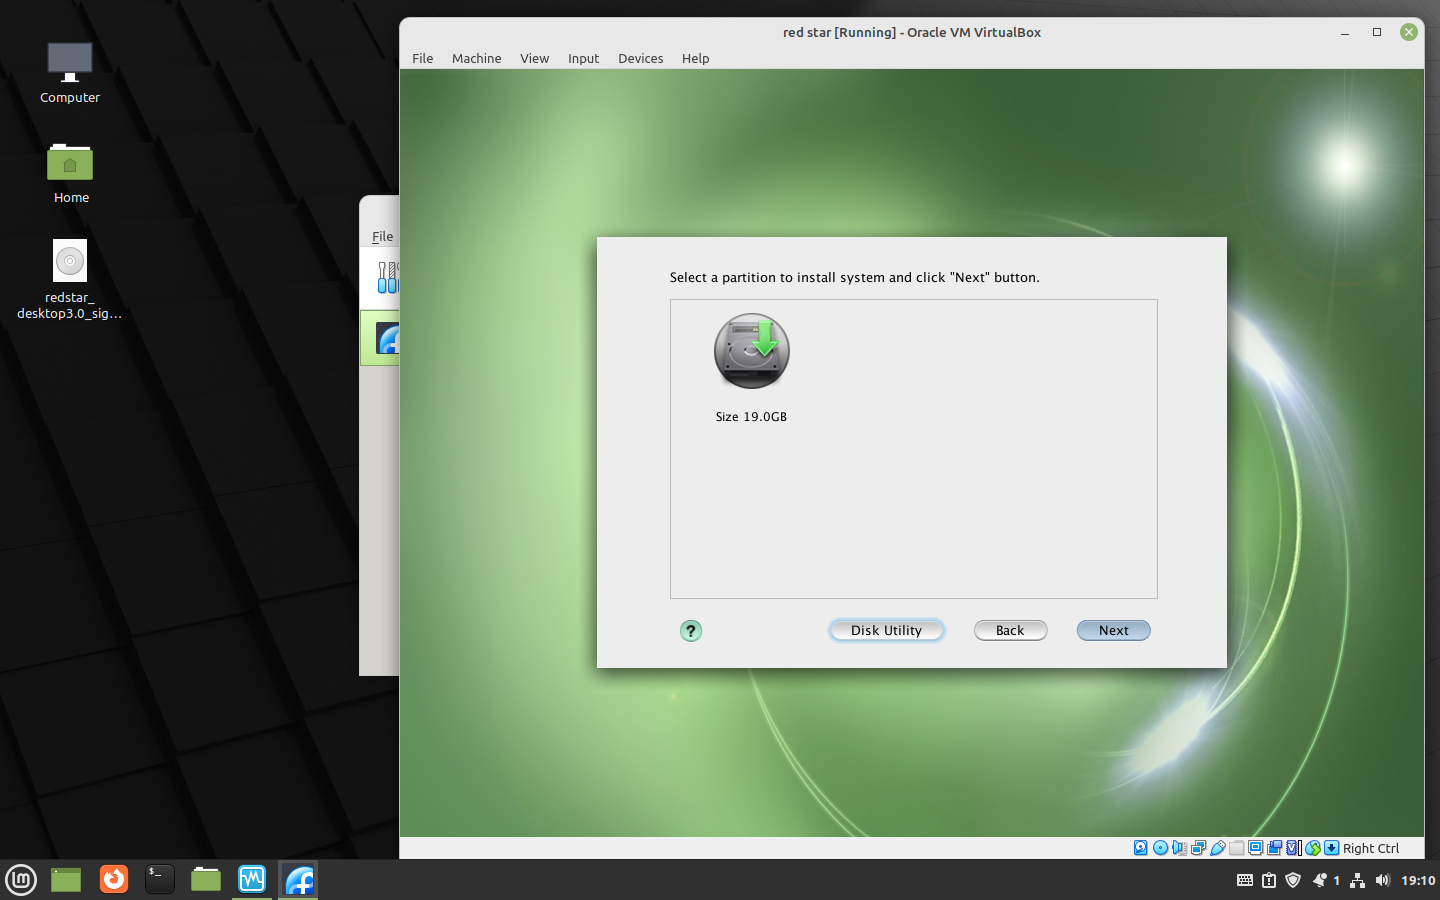 Computer
Home
redstar_
desktop3.0_sig...
File
red star [Running] - Oracle VM VirtualBox
File Machine View Input Devices Help
Select a partition to install system and click "Next" button.
Size 19.0GB
? Disk Utility Back Next
Right Ctrl
$_
1 19:10